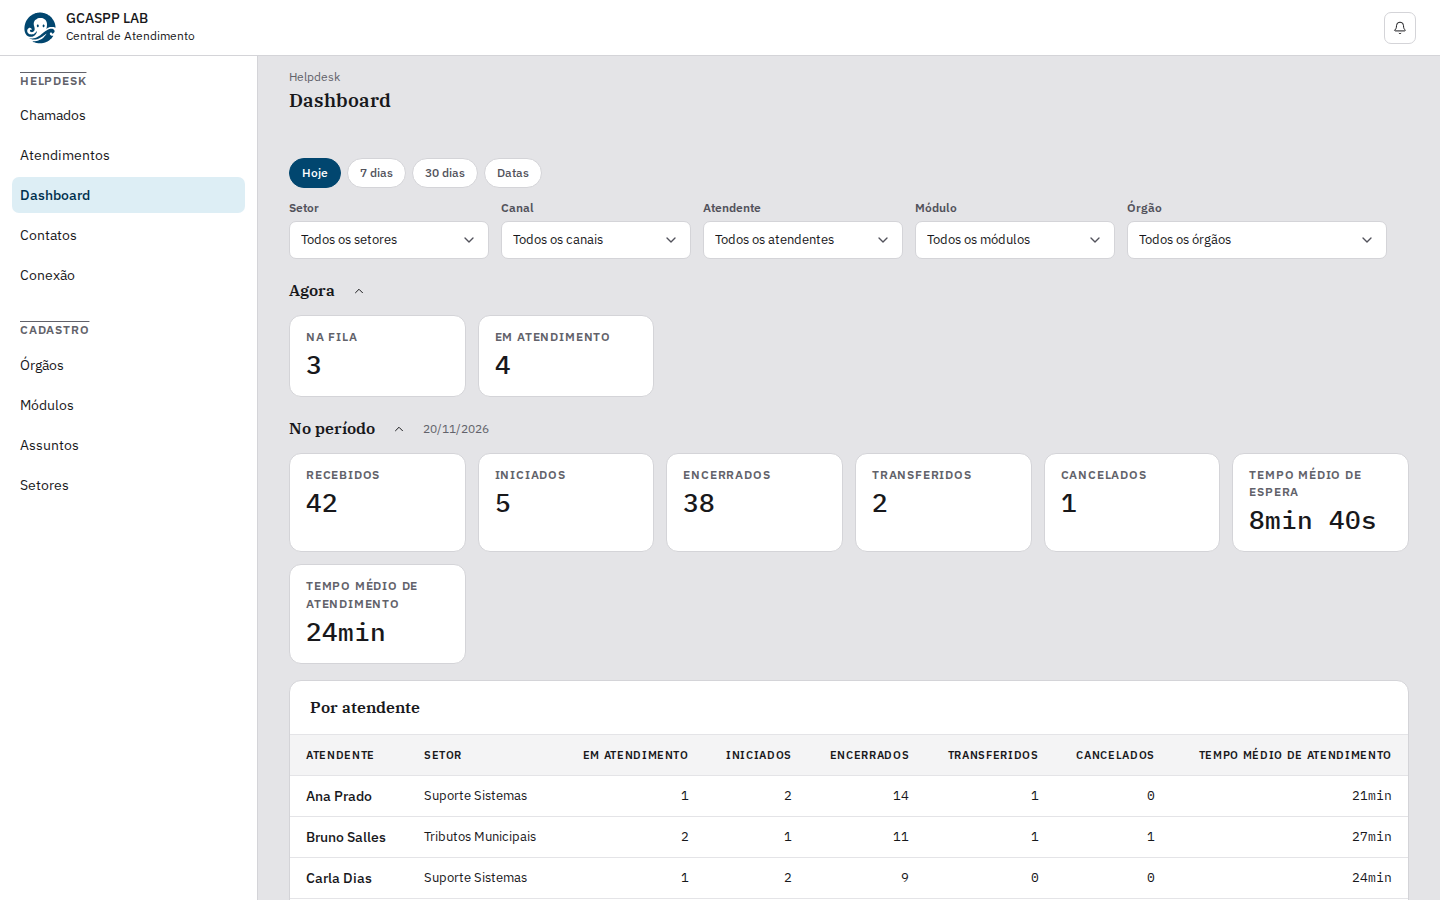 GCASPP LAB
Central de Atendimento
HELPDESK
Chamados
Atendimentos
Dashboard
Contatos
Conexão
CADASTRO
Órgãos
Módulos
Assuntos
Setores
Helpdesk
Dashboard
Hoje 7 dias 30 dias Datas
Setor Canal Atendente Módulo Órgão
Todos os setores Todos os canais Todos os atendentes Todos os módulos Todos os órgãos
Agora
NA FILA EM ATENDIMENTO
3 4
No período 20/11/2026
RECEBIDOS INICIADOS ENCERRADOS TRANSFERIDOS CANCELADOS TEMPO MÉDIO DE
ESPERA
42 5 38 2 1 8min 40s
TEMPO MÉDIO DE
ATENDIMENTO
24min
Por atendente
ATENDENTE SETOR EM ATENDIMENTO INICIADOS ENCERRADOS TRANSFERIDOS CANCELADOS TEMPO MÉDIO DE ATENDIMENTO
Ana Prado Suporte Sistemas 1 2 14 1 0 21min
Bruno Salles Tributos Municipais 2 1 11 1 1 27min
Carla Dias Suporte Sistemas 1 2 9 0 0 24min